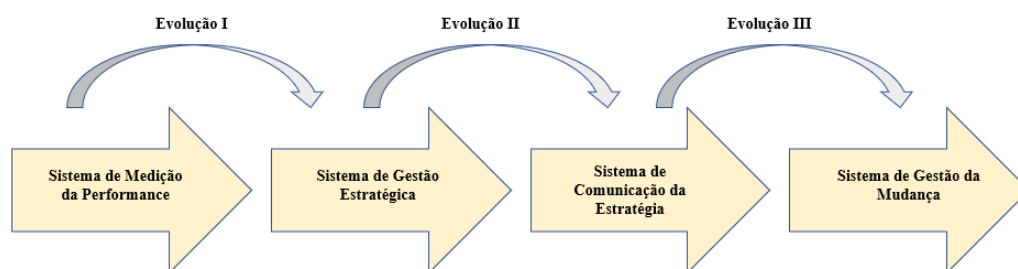 Evolução I
Evolução II
Evolução III
Sistema de Medição
da Performance
Sistema de Gestão
Estratégica
Sistema de
Comunicação da
Estratégia
Sistema de Gestão da
Mudança